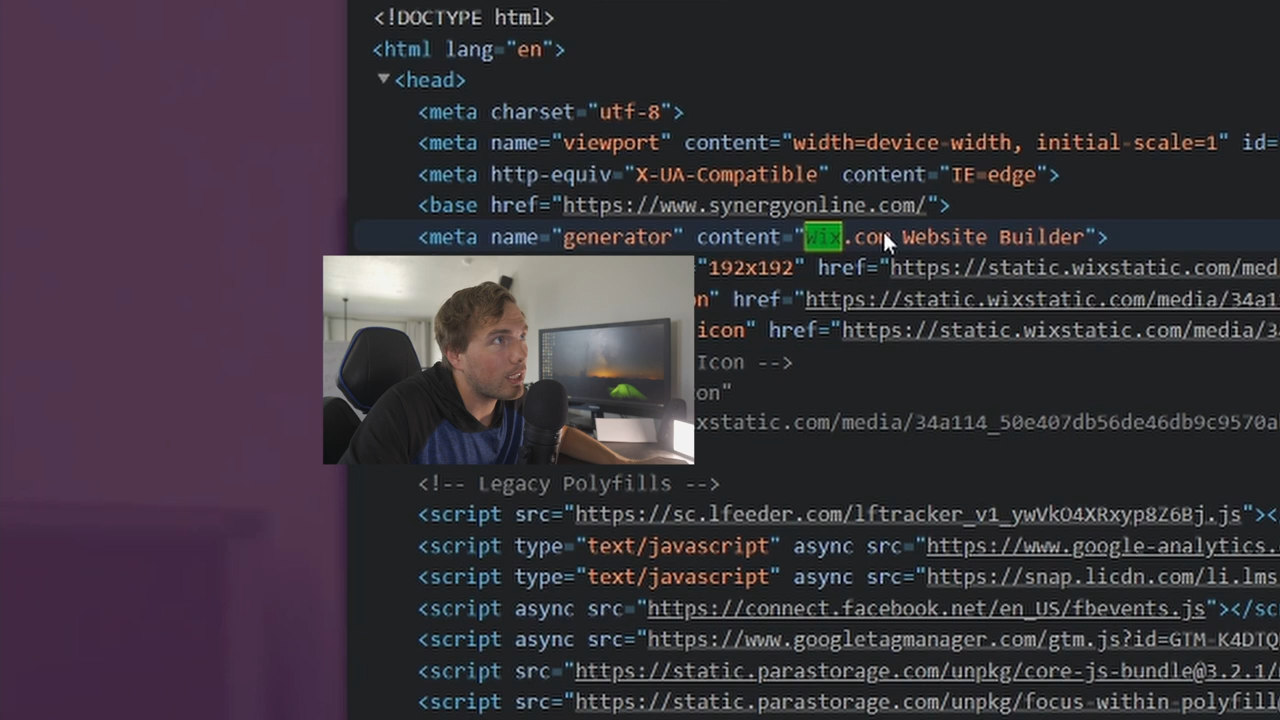 <!DOCTYPE html>
<html lang="en">
<head>
<meta charset="utf-8">
<meta name="viewport" content="width=device-width, initial-scale=1" id=
<meta http-equiv="X-UA-Compatible" content="IE=edge">
<base href="https://www.synergyonline.com/">
<meta name="generator" content="Wix.com Website Builder">
="192x192" href="https://static.wixstatic.com/med
on" href="https://static.wixstatic.com/media/34a1
icon" href="https://static.wixstatic.com/media/3
Icon -->
on"
xstatic.com/media/34a114_50e407db56de46db9c9570a
<!-- Legacy Polyfills -->
<script src="https://sc.lfeeder.com/lftracker_v1_ywVkO4XRxyp8Z6Bj.js"><
<script type="text/javascript" async src="https://www.google-analytics.
<script type="text/javascript" async src="https://snap.licdn.com/li.lms
<script async src="https://connect.facebook.net/en_US/fbevents.js"></sc
<script async src="https://www.googletagmanager.com/gtm.js?id=GTM-K4DTQ
<script src="https://static.parastorage.com/unpkg/core-js-bundle@3.2.1/
<script src="https://static.parastorage.com/unpkg/focus-within-polyfill